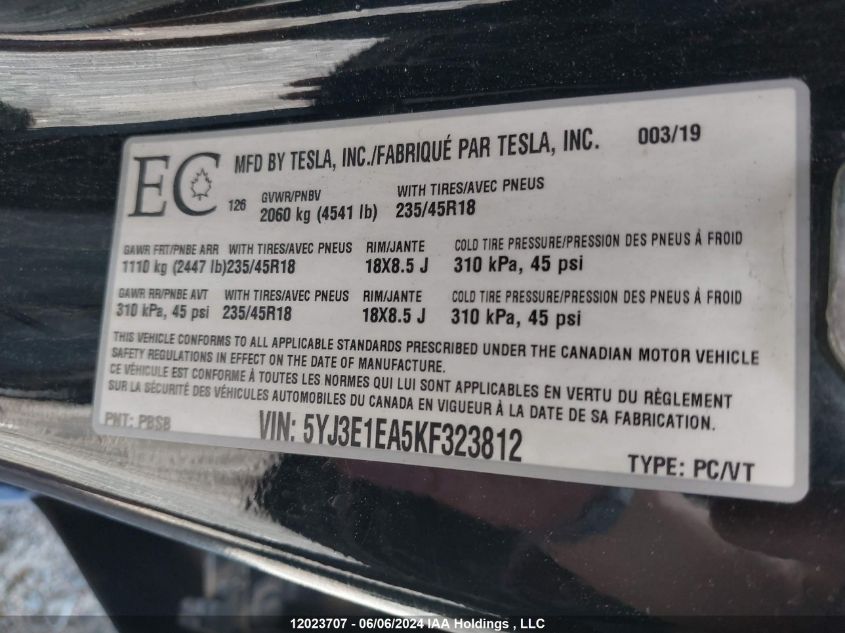 EC
MFD BY TESLA, INC./FABRIQUÉ PAR TESLA, INC. 003/19
126
GVWR/PNBV WITH TIRES/AVEC PNEUS
2060 kg (4541 lb) 235/45R18
GAWR FRT/PNBE ARR WITH TIRES/AVEC PNEUS RIM/JANTE COLD TIRE PRESSURE/PRESSION DES PNEUS À FROID
1110 kg (2447 lb) 235/45R18 18X8.5 J 310 kPa, 45 psi
GAWR RR/PNBE AVT WITH TIRES/AVEC PNEUS RIM/JANTE COLD TIRE PRESSURE/PRESSION DES PNEUS À FROID
310 kPa, 45 psi 235/45R18 18X8.5 J 310 kPa, 45 psi
THIS VEHICLE CONFORMS TO ALL APPLICABLE STANDARDS PRESCRIBED UNDER THE CANADIAN MOTOR VEHICLE
SAFETY REGULATIONS IN EFFECT ON THE DATE OF MANUFACTURE.
CE VÉHICULE EST CONFORME À TOUTES LES NORMES QUI LUI SONT APPLICABLES EN VERTU DU RÈGLEMENT
SUR LA SÉCURITÉ DES VÉHICULES AUTOMOBILES DU CANADA EN VIGUEUR À LA DATE DE SA FABRICATION.
PNT: PBSB VIN: 5YJ3E1EA5KF323812 TYPE: PC/VT
12023707 - 06/06/2024 IAA Holdings , LLC